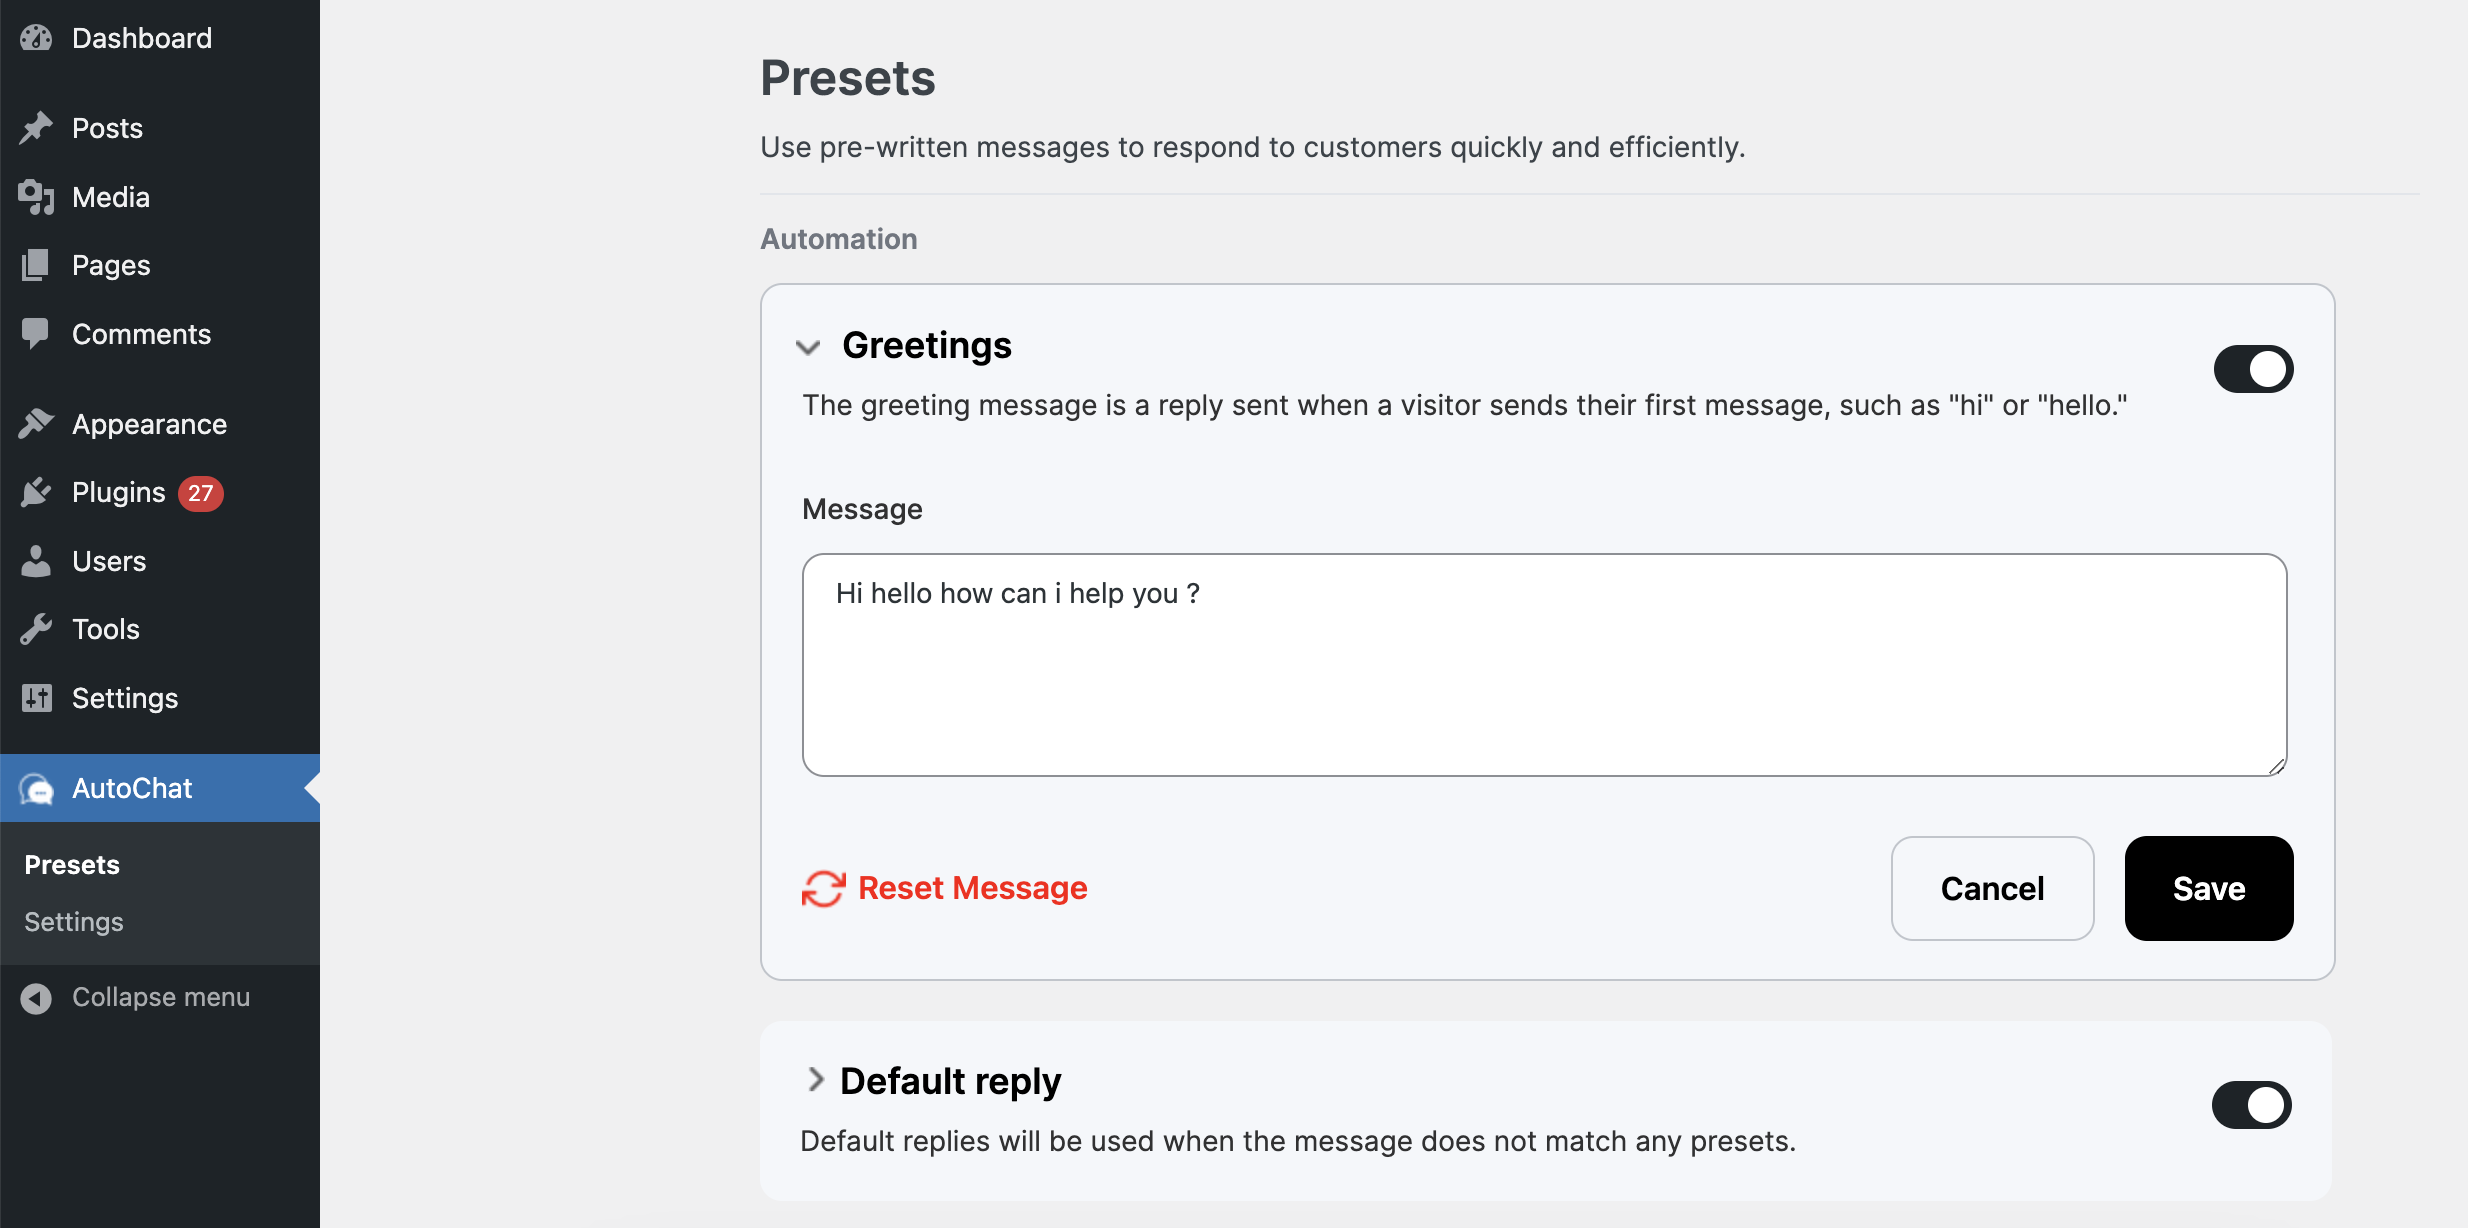 Dashboard
Posts
Media
Pages
Comments
Appearance
Plugins 27
Users
Tools
Settings
AutoChat
Presets
Settings
Collapse menu
Presets
Use pre-written messages to respond to customers quickly and efficiently.
Automation
Greetings
The greeting message is a reply sent when a visitor sends their first message, such as "hi" or "hello."
Message
Hi hello how can i help you ?
Reset Message
Cancel
Save
Default reply
Default replies will be used when the message does not match any presets.